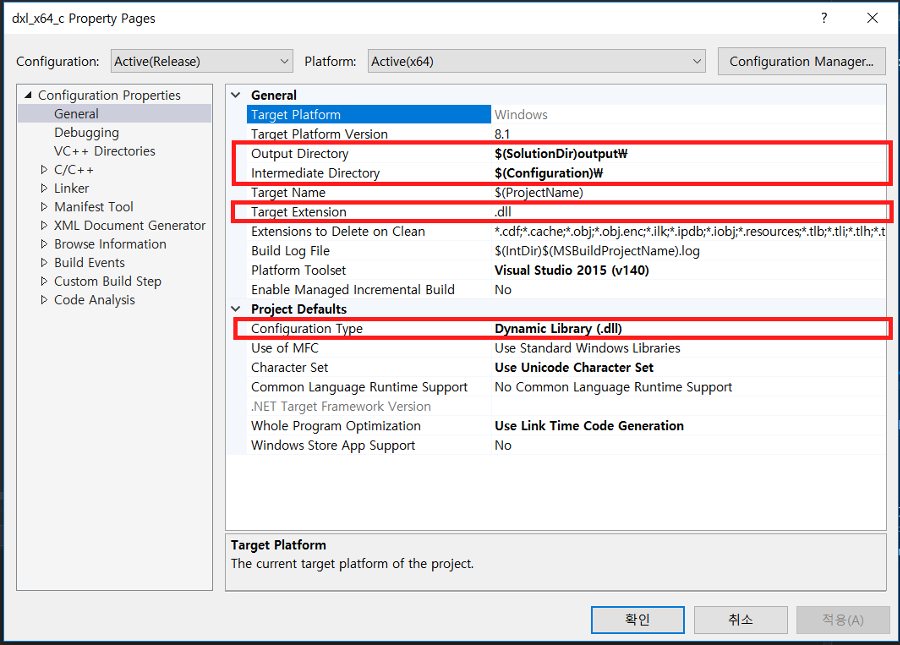 dxl_x64_c Property Pages
?
Configuration: Active(Release) Platform: Active(x64) Configuration Manager...
Configuration Properties
General
Debugging
VC++ Directories
C/C++
Linker
Manifest Tool
XML Document Generator
Browse Information
Build Events
Custom Build Step
Code Analysis
General
Target Platform Windows
Target Platform Version 8.1
Output Directory $(SolutionDir)output₩
Intermediate Directory $(Configuration)₩
Target Name $(ProjectName)
Target Extension .dll
Extensions to Delete on Clean *.cdf;*.cache;*.obj;*.obj.enc;*.ilk;*.ipdb;*.iobj;*.resources;*.tlb;*.tli;*.tlh;*.t
Build Log File $(IntDir)$(MSBuildProjectName).log
Platform Toolset Visual Studio 2015 (v140)
Enable Managed Incremental Build No
Project Defaults
Configuration Type Dynamic Library (.dll)
Use of MFC Use Standard Windows Libraries
Character Set Use Unicode Character Set
Common Language Runtime Support No Common Language Runtime Support
.NET Target Framework Version
Whole Program Optimization Use Link Time Code Generation
Windows Store App Support No
Target Platform
The current target platform of the project.
확인 취소 적용(A)